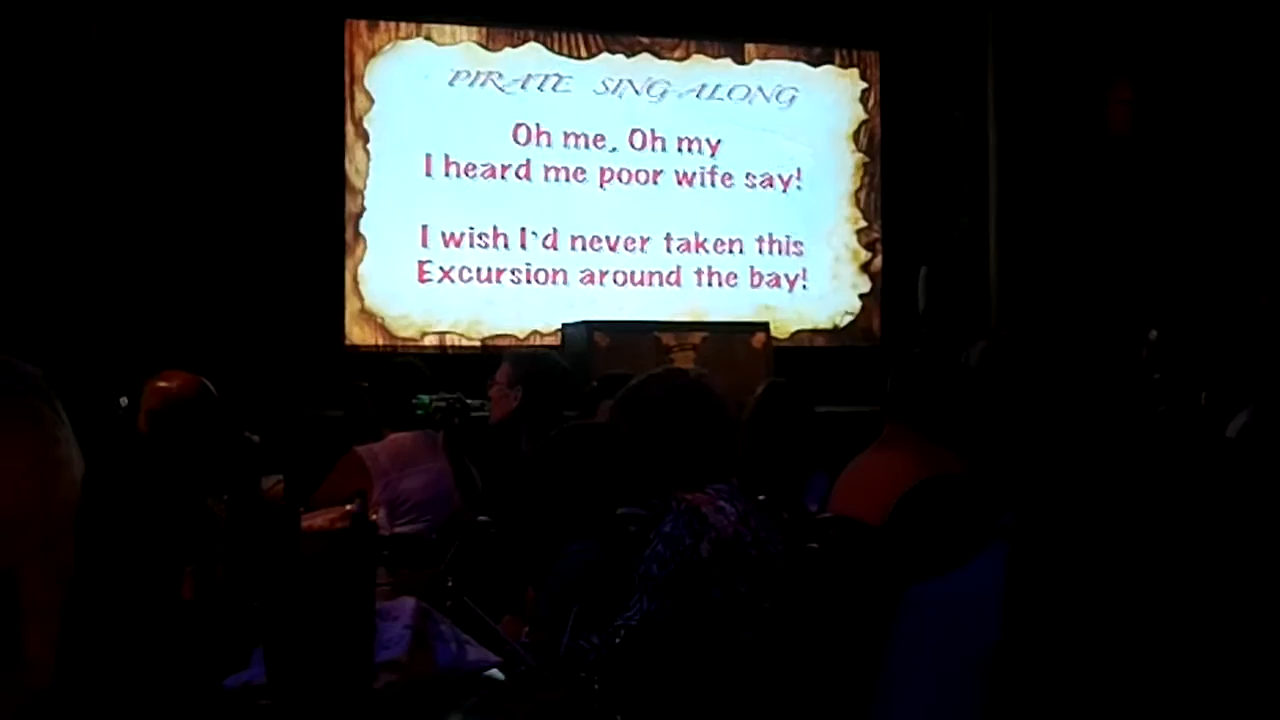 PIRATE SING-ALONG
Oh me, Oh my
I heard me poor wife say!
I wish I'd never taken this
Excursion around the bay!